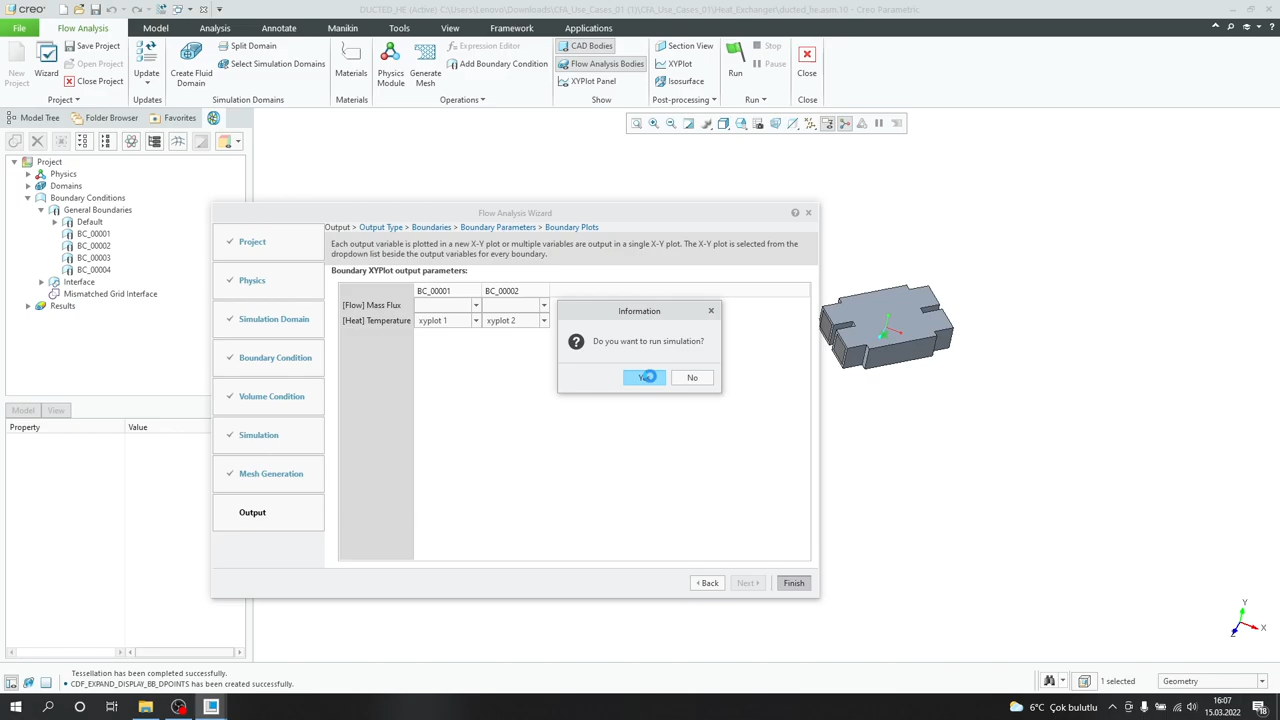 creo
DUCTED_HE (Active) C:\Users\Lenovo\Downloads\CFA_Use_Cases_01 (1)\CFA_Use_Cases_01\Heat_Exchanger\ducted_he.asm.10 - Creo Parametric
File Flow Analysis Model Analysis Annotate Manikin Tools View Framework Applications
New Project
Wizard
Save Project
Open Project
Close Project
Project
Update
Updates
Create Fluid Domain
Split Domain
Select Simulation Domains
Simulation Domains
Materials
Materials
Physics Module
Generate Mesh
Expression Editor
Add Boundary Condition
Operations
CAD Bodies
Flow Analysis Bodies
XYPlot Panel
Show
Section View
XYPlot
Isosurface
Post-processing
Run
Stop
Pause
Run
Close
Close
Model Tree Folder Browser Favorites
Project
Physics
Domains
Boundary Conditions
General Boundaries
Default
BC_00001
BC_00002
BC_00003
BC_00004
Interface
Mismatched Grid Interface
Results
Model View
Property Value
Flow Analysis Wizard
Project
Physics
Simulation Domain
Boundary Condition
Volume Condition
Simulation
Mesh Generation
Output
Output > Output Type > Boundaries > Boundary Parameters > Boundary Plots
Each output variable is plotted in a new X-Y plot or multiple variables are output in a single X-Y plot. The X-Y plot is selected from the
dropdown list beside the output variables for every boundary.
Boundary XYPlot output parameters:
BC_00001 BC_00002
[Flow] Mass Flux
[Heat] Temperature xyplot 1 xyplot 2
Information
Do you want to run simulation?
No
Back Next Finish
Y
X
Z
Tessellation has been completed successfully.
• CDF_EXPAND_DISPLAY_BB_DPOINTS has been created successfully.
1 selected
Geometry
6°C Çok bulutlu
16:07
15.03.2022
18